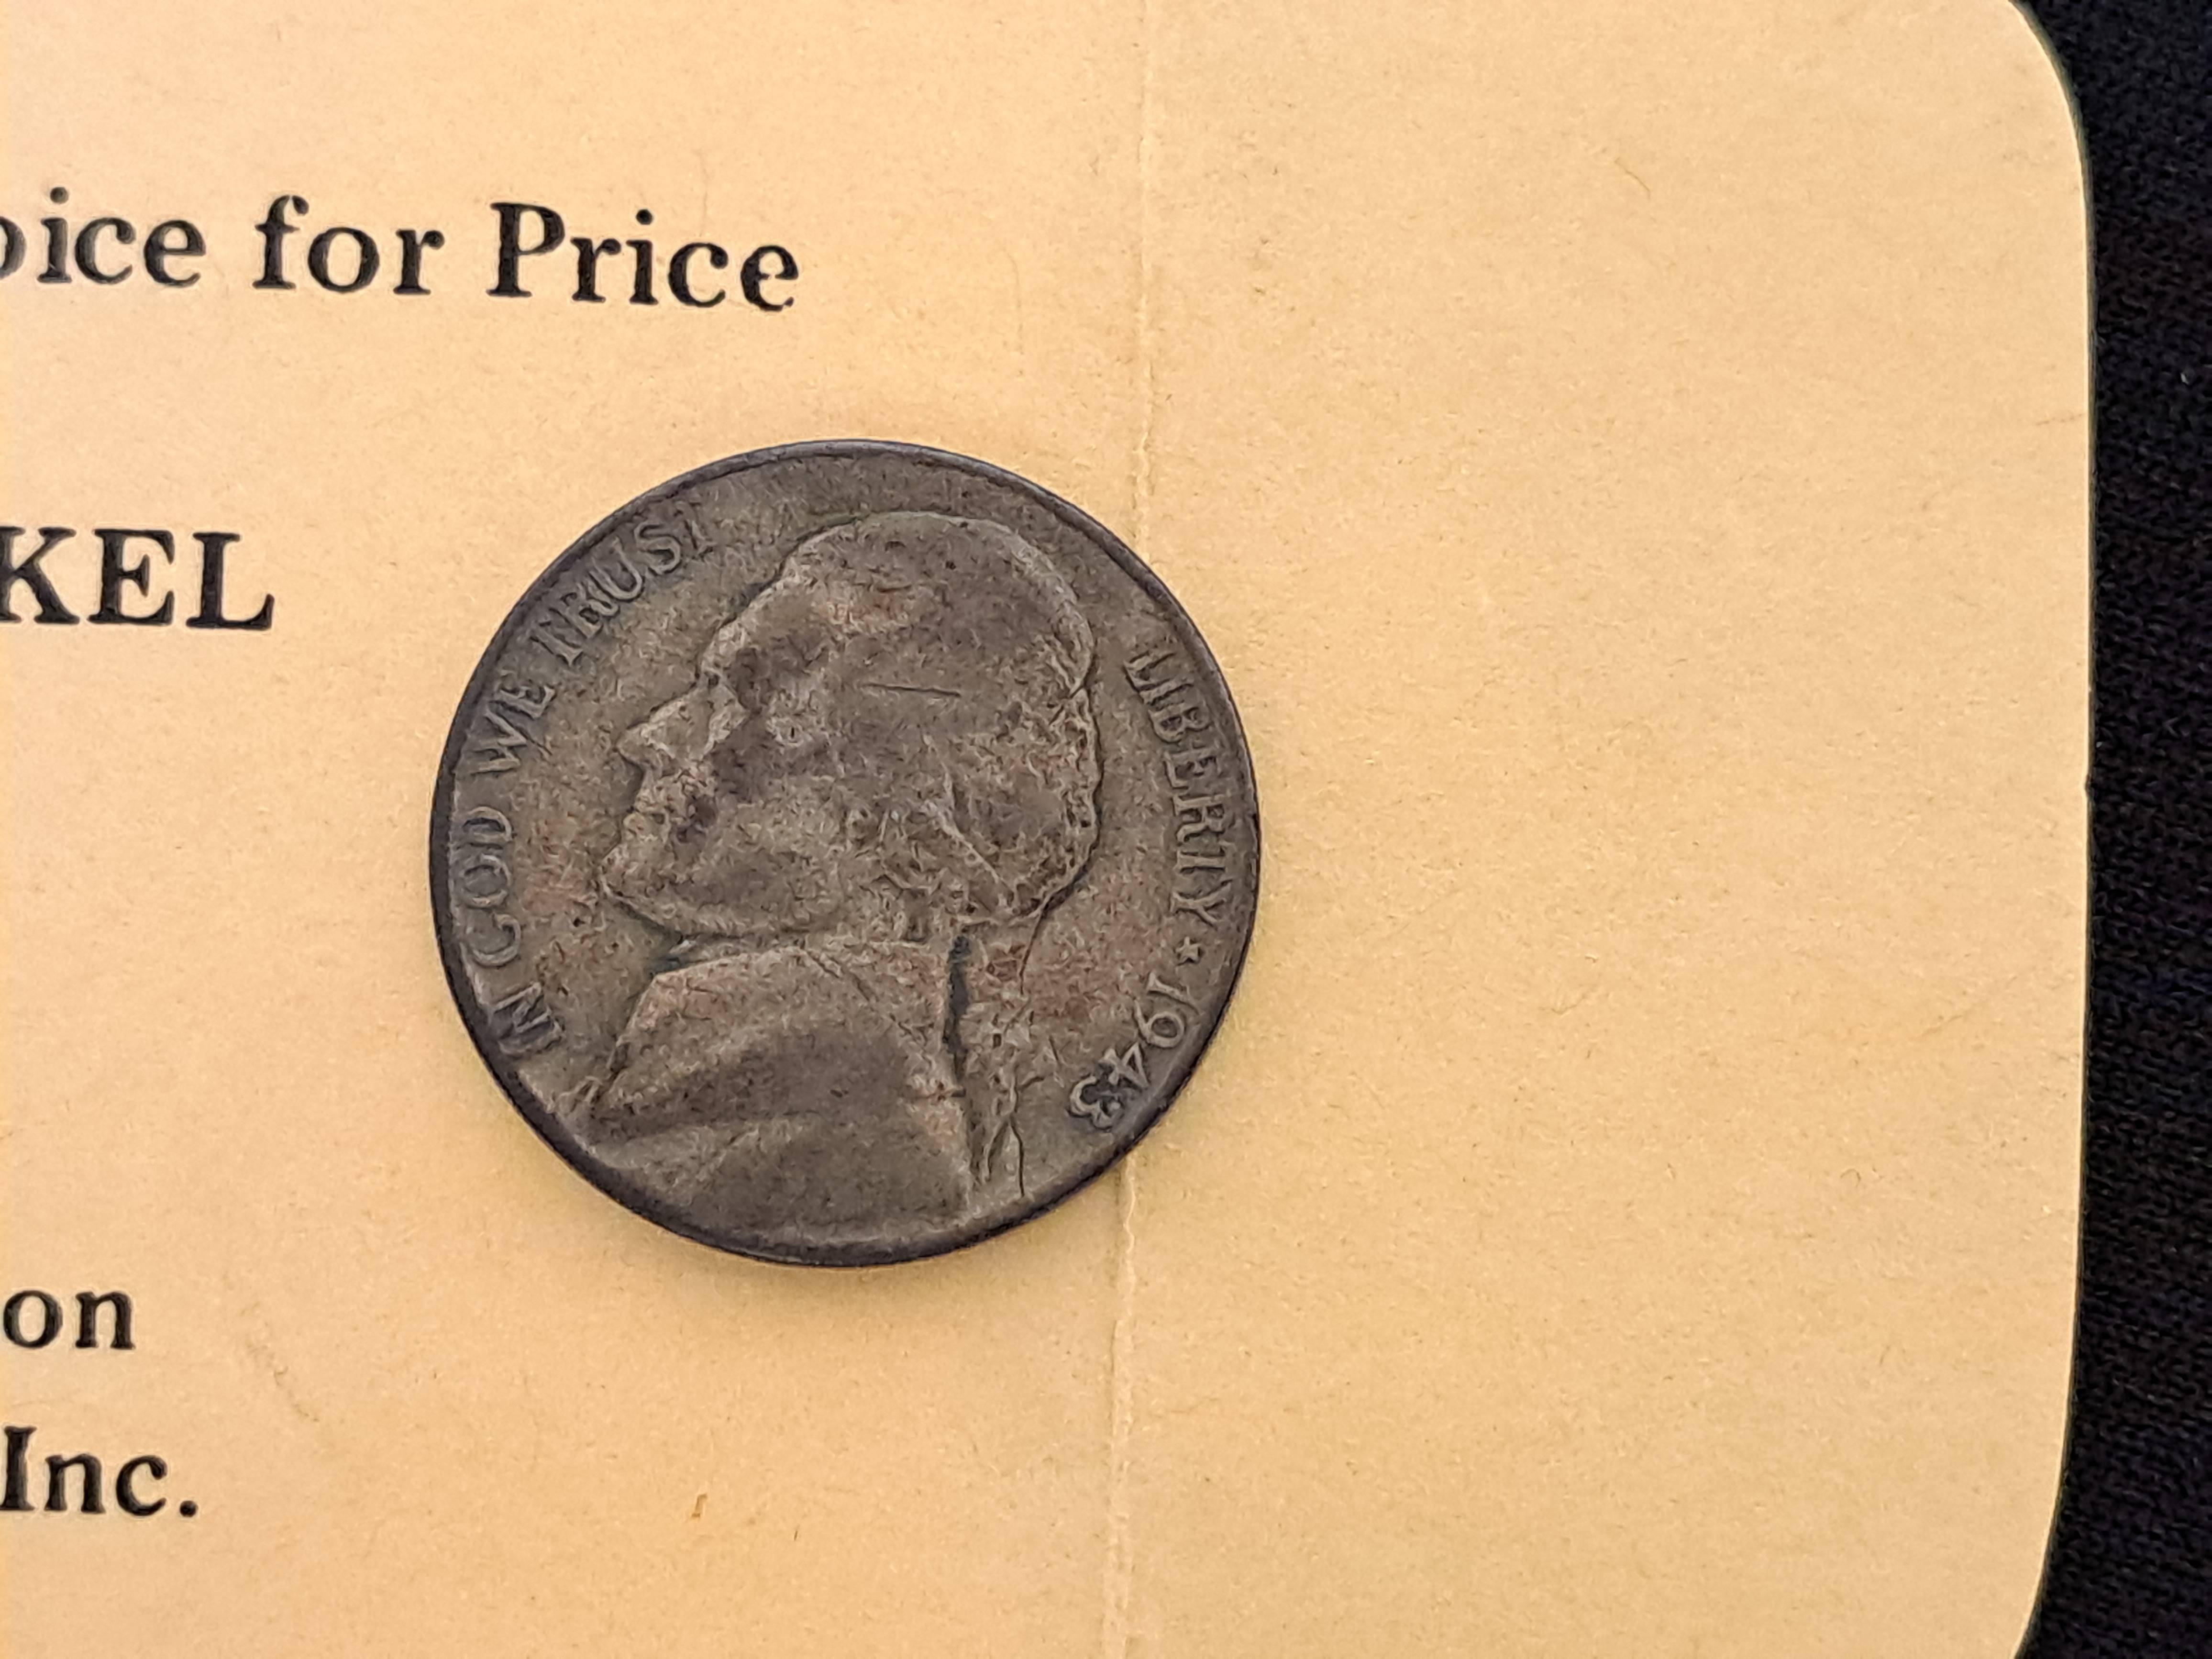 oice for Price
KEL
IN GOD WE TRUST
LIBERTY ★ 1943
on
Inc.